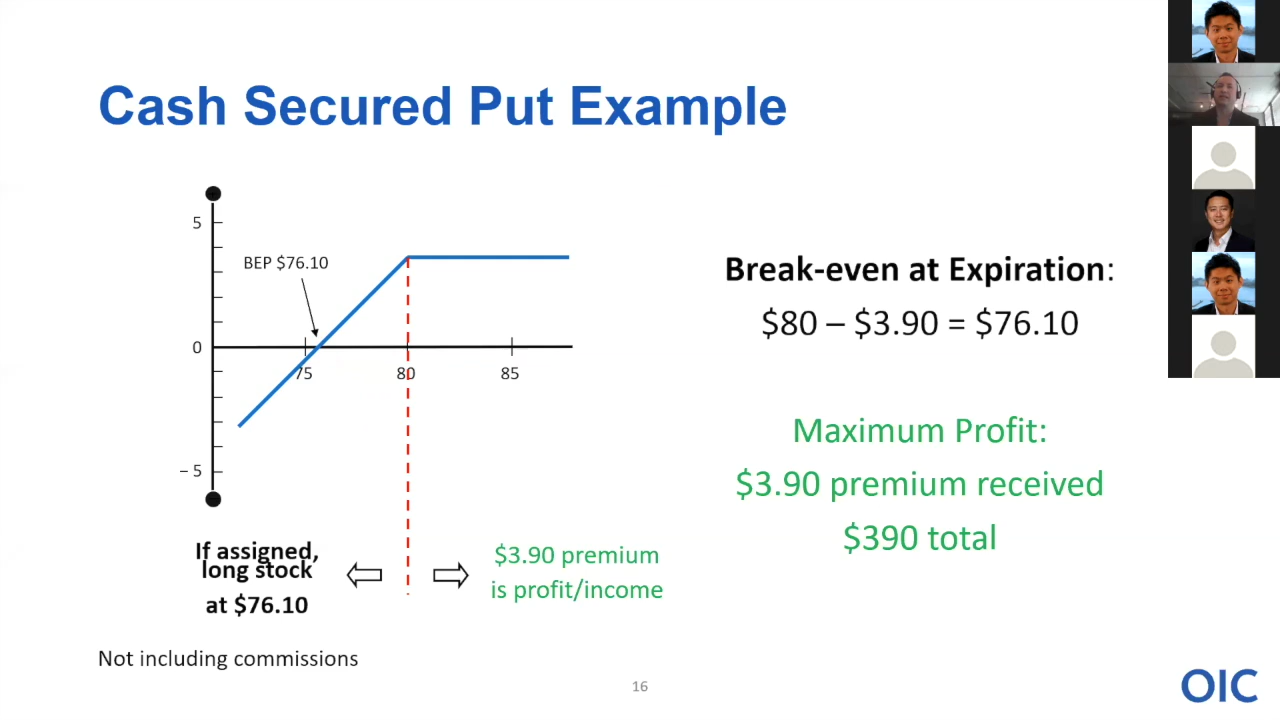 Cash Secured Put Example
5
BEP $76.10
0
75
80
85
– 5
If assigned,
long stock
at $76.10
$3.90 premium
is profit/income
Break-even at Expiration:
$80 – $3.90 = $76.10
Maximum Profit:
$3.90 premium received
$390 total
Not including commissions
16
OIC